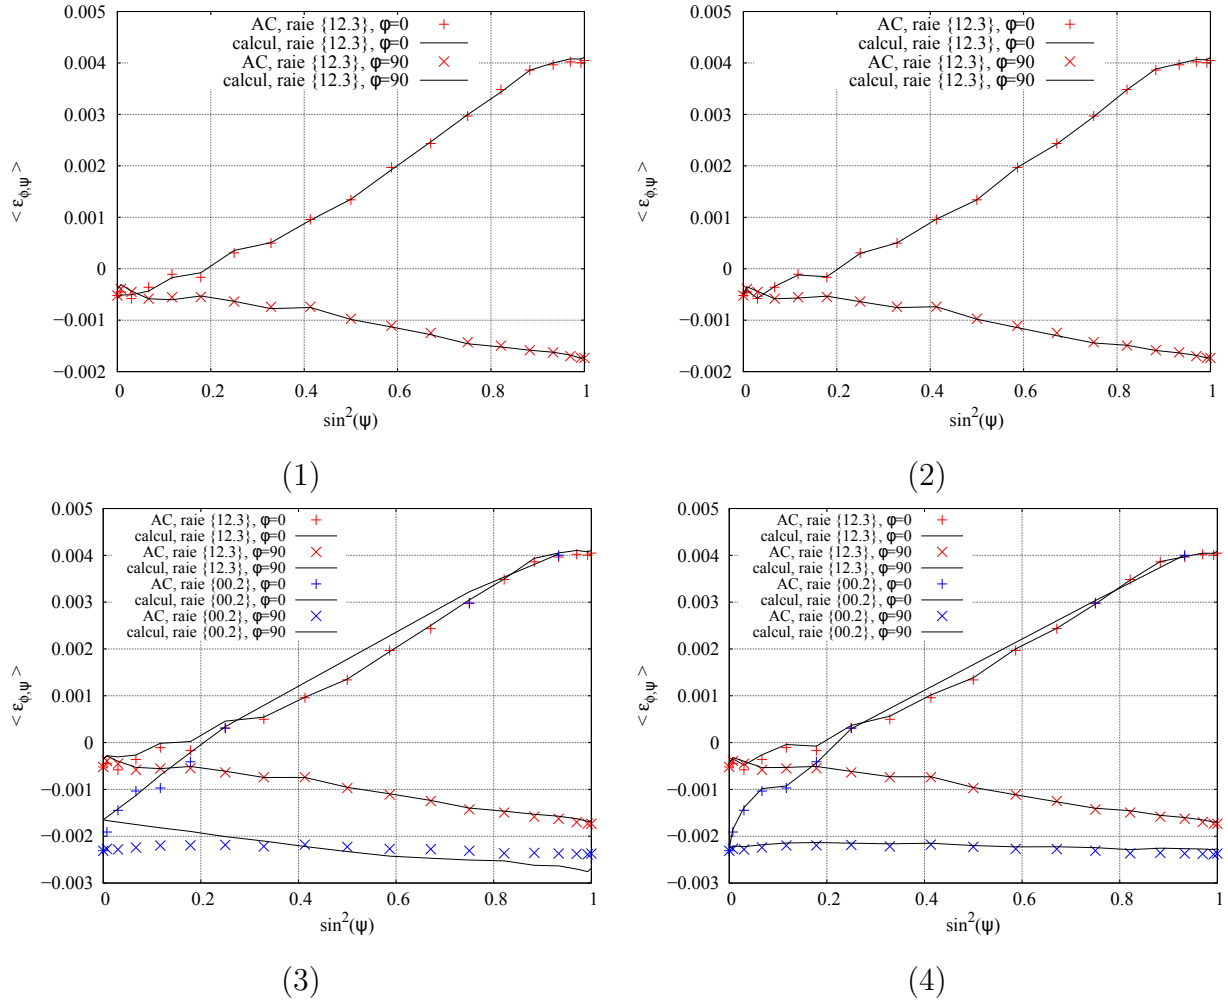 AC, raie {12.3}, φ=0
calcul, raie {12.3}, φ=0
AC, raie {12.3}, φ=90
calcul, raie {12.3}, φ=90
0.005
0.004
0.003
0.002
0.001
0
−0.001
−0.002
< ε_{ϕ,ψ} >
0 0.2 0.4 0.6 0.8 1
sin²(ψ)
(1)
AC, raie {12.3}, φ=0
calcul, raie {12.3}, φ=0
AC, raie {12.3}, φ=90
calcul, raie {12.3}, φ=90
0.005
0.004
0.003
0.002
0.001
0
−0.001
−0.002
< ε_{ϕ,ψ} >
0 0.2 0.4 0.6 0.8 1
sin²(ψ)
(2)
AC, raie {12.3}, φ=0
calcul, raie {12.3}, φ=0
AC, raie {12.3}, φ=90
calcul, raie {12.3}, φ=90
AC, raie {00.2}, φ=0
calcul, raie {00.2}, φ=0
AC, raie {00.2}, φ=90
calcul, raie {00.2}, φ=90
0.005
0.004
0.003
0.002
0.001
0
−0.001
−0.002
−0.003
< ε_{ϕ,ψ} >
0 0.2 0.4 0.6 0.8 1
sin²(ψ)
(3)
AC, raie {12.3}, φ=0
calcul, raie {12.3}, φ=0
AC, raie {12.3}, φ=90
calcul, raie {12.3}, φ=90
AC, raie {00.2}, φ=0
calcul, raie {00.2}, φ=0
AC, raie {00.2}, φ=90
calcul, raie {00.2}, φ=90
0.005
0.004
0.003
0.002
0.001
0
−0.001
−0.002
−0.003
< ε_{ϕ,ψ} >
0 0.2 0.4 0.6 0.8 1
sin²(ψ)
(4)